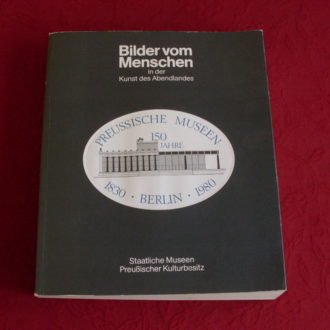 Bilder vom
Menschen
in der
Kunst des Abendlandes
PREUSSISCHE MUSEEN
150
JAHRE
1830 · BERLIN · 1980
Staatliche Museen
Preußischer Kulturbesitz